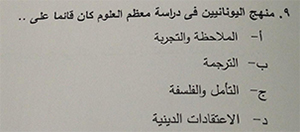 ٩. منهج اليونانيين فى دراسة معظم العلوم كان قائما على ..
أ- الملاحظة والتجربة
ب- الترجمة
ج- التأمل والفلسفة
د- الاعتقادات الدينية